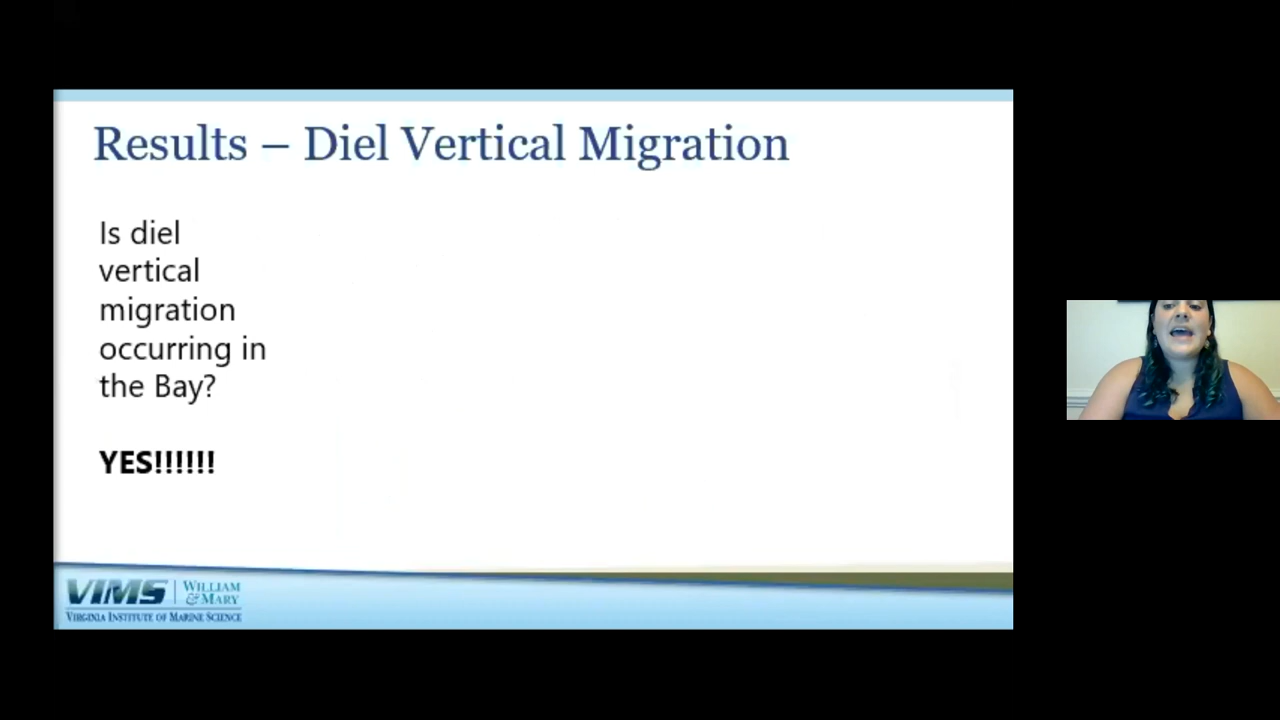 Results – Diel Vertical Migration
Is diel
vertical
migration
occurring in
the Bay?
YES!!!!!!
VIMS
WILLIAM
& MARY
VIRGINIA INSTITUTE OF MARINE SCIENCE